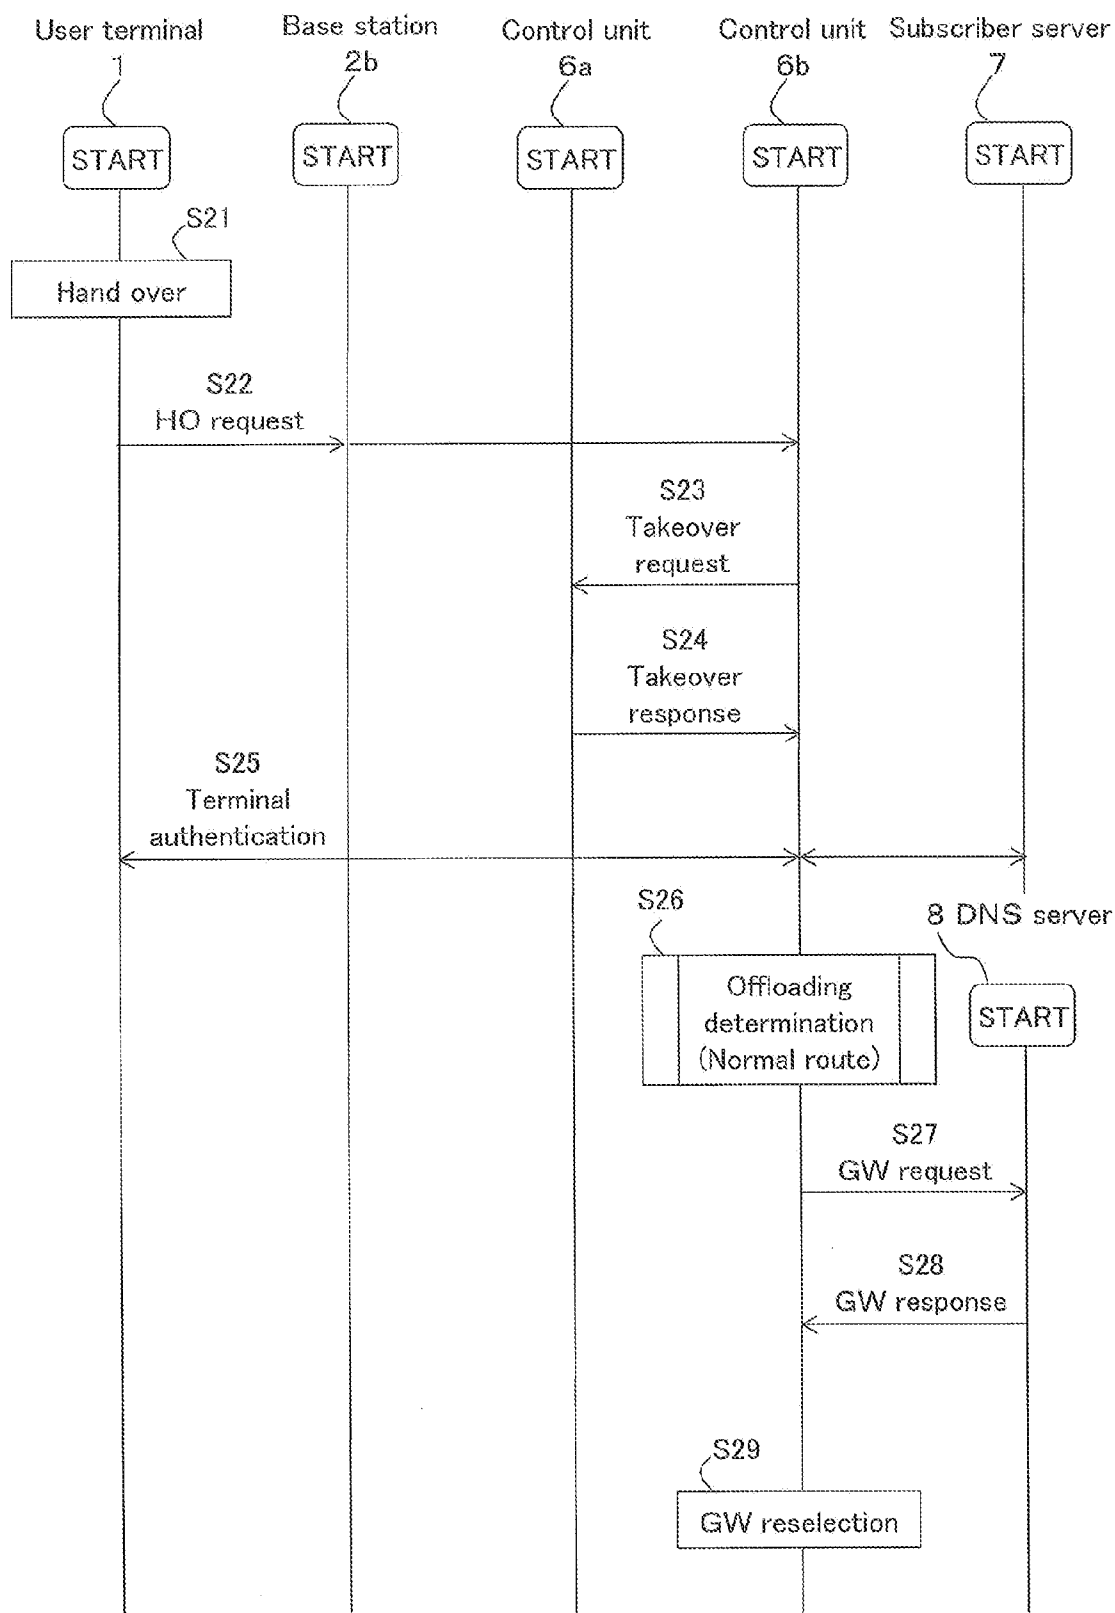 User terminal
1
Base station
2b
Control unit
6a
Control unit
6b
Subscriber server
7
START
START
START
START
START
S21
Hand over
S22
HO request
S23
Takeover
request
S24
Takeover
response
S25
Terminal
authentication
S26
Offloading
determination
(Normal route)
8 DNS server
START
S27
GW request
S28
GW response
S29
GW reselection